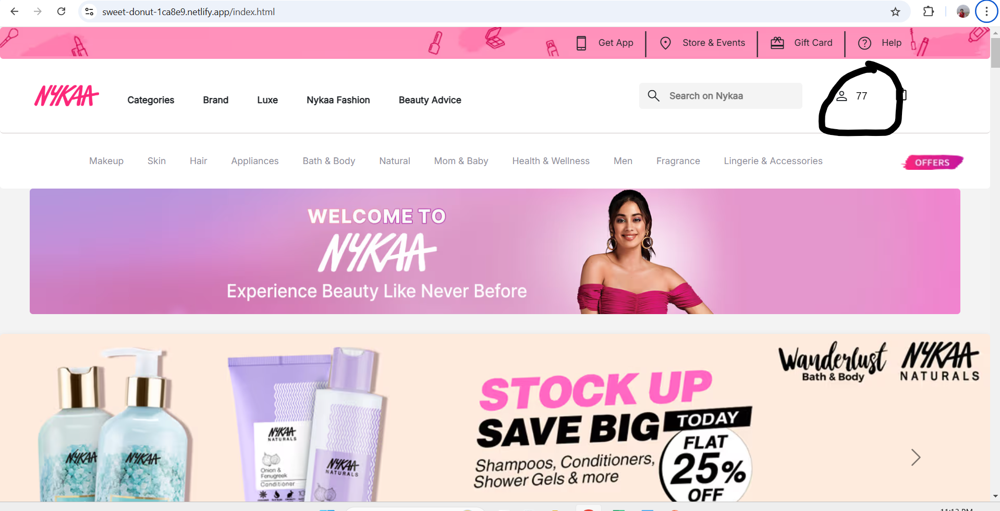 sweet-donut-1ca8e9.netlify.app/index.html
Get App
Store & Events
Gift Card
Help
NYKAA
Categories
Brand
Luxe
Nykaa Fashion
Beauty Advice
Search on Nykaa
77
Makeup
Skin
Hair
Appliances
Bath & Body
Natural
Mom & Baby
Health & Wellness
Men
Fragrance
Lingerie & Accessories
OFFERS
WELCOME TO
NYKAA
Experience Beauty Like Never Before
Wanderlust
Bath & Body
NYKAA
NATURALS
STOCK UP
SAVE BIG TODAY
Shampoos, Conditioners,
Shower Gels & more
FLAT
25%
OFF
NYKAA
NYKAA
NYKAA
NATURALS
Onion &
Fenugreek
Conditioner
NYKAA
NATURALS